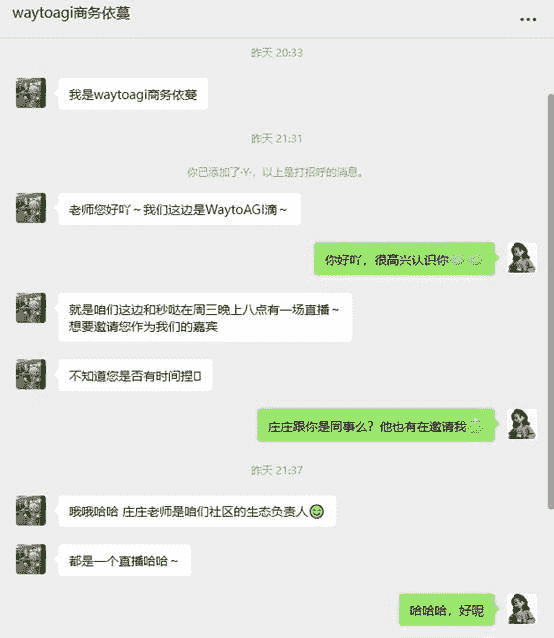 waytoagi商务依蔓
昨天 20:33
我是waytoagi商务依蔓
昨天 21:31
你已添加了-Y-，以上是打招呼的消息。
老师您好吖～我们这边是WaytoAGI滴～
你好吖，很高兴认识你
就是咱们这边和秒哒在周三晚上八点有一场直播～
想要邀请您作为我们的嘉宾
不知道您是否有时间捏
庄庄跟你是同事么？他也有在邀请我
昨天 21:37
哦哦哈哈 庄庄老师是咱们社区的生态负责人
都是一个直播哈哈～
哈哈哈，好呢